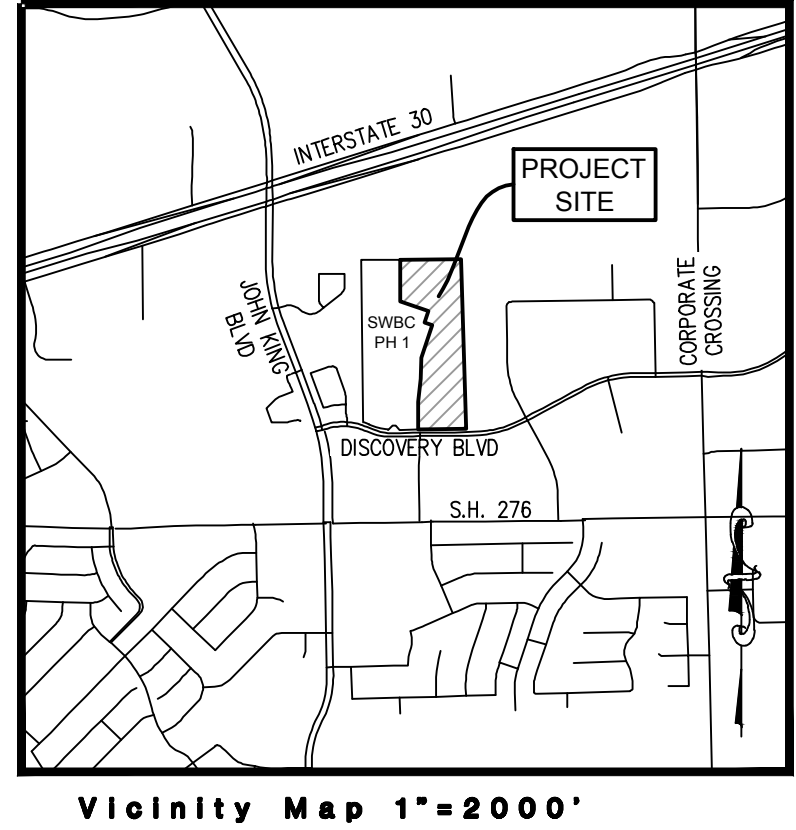 INTERSTATE 30
PROJECT
SITE
JOHN KING
BLVD
SWBC
PH 1
CORPORATE
CROSSING
DISCOVERY BLVD
S.H. 276
Vicinity Map 1"=2000'